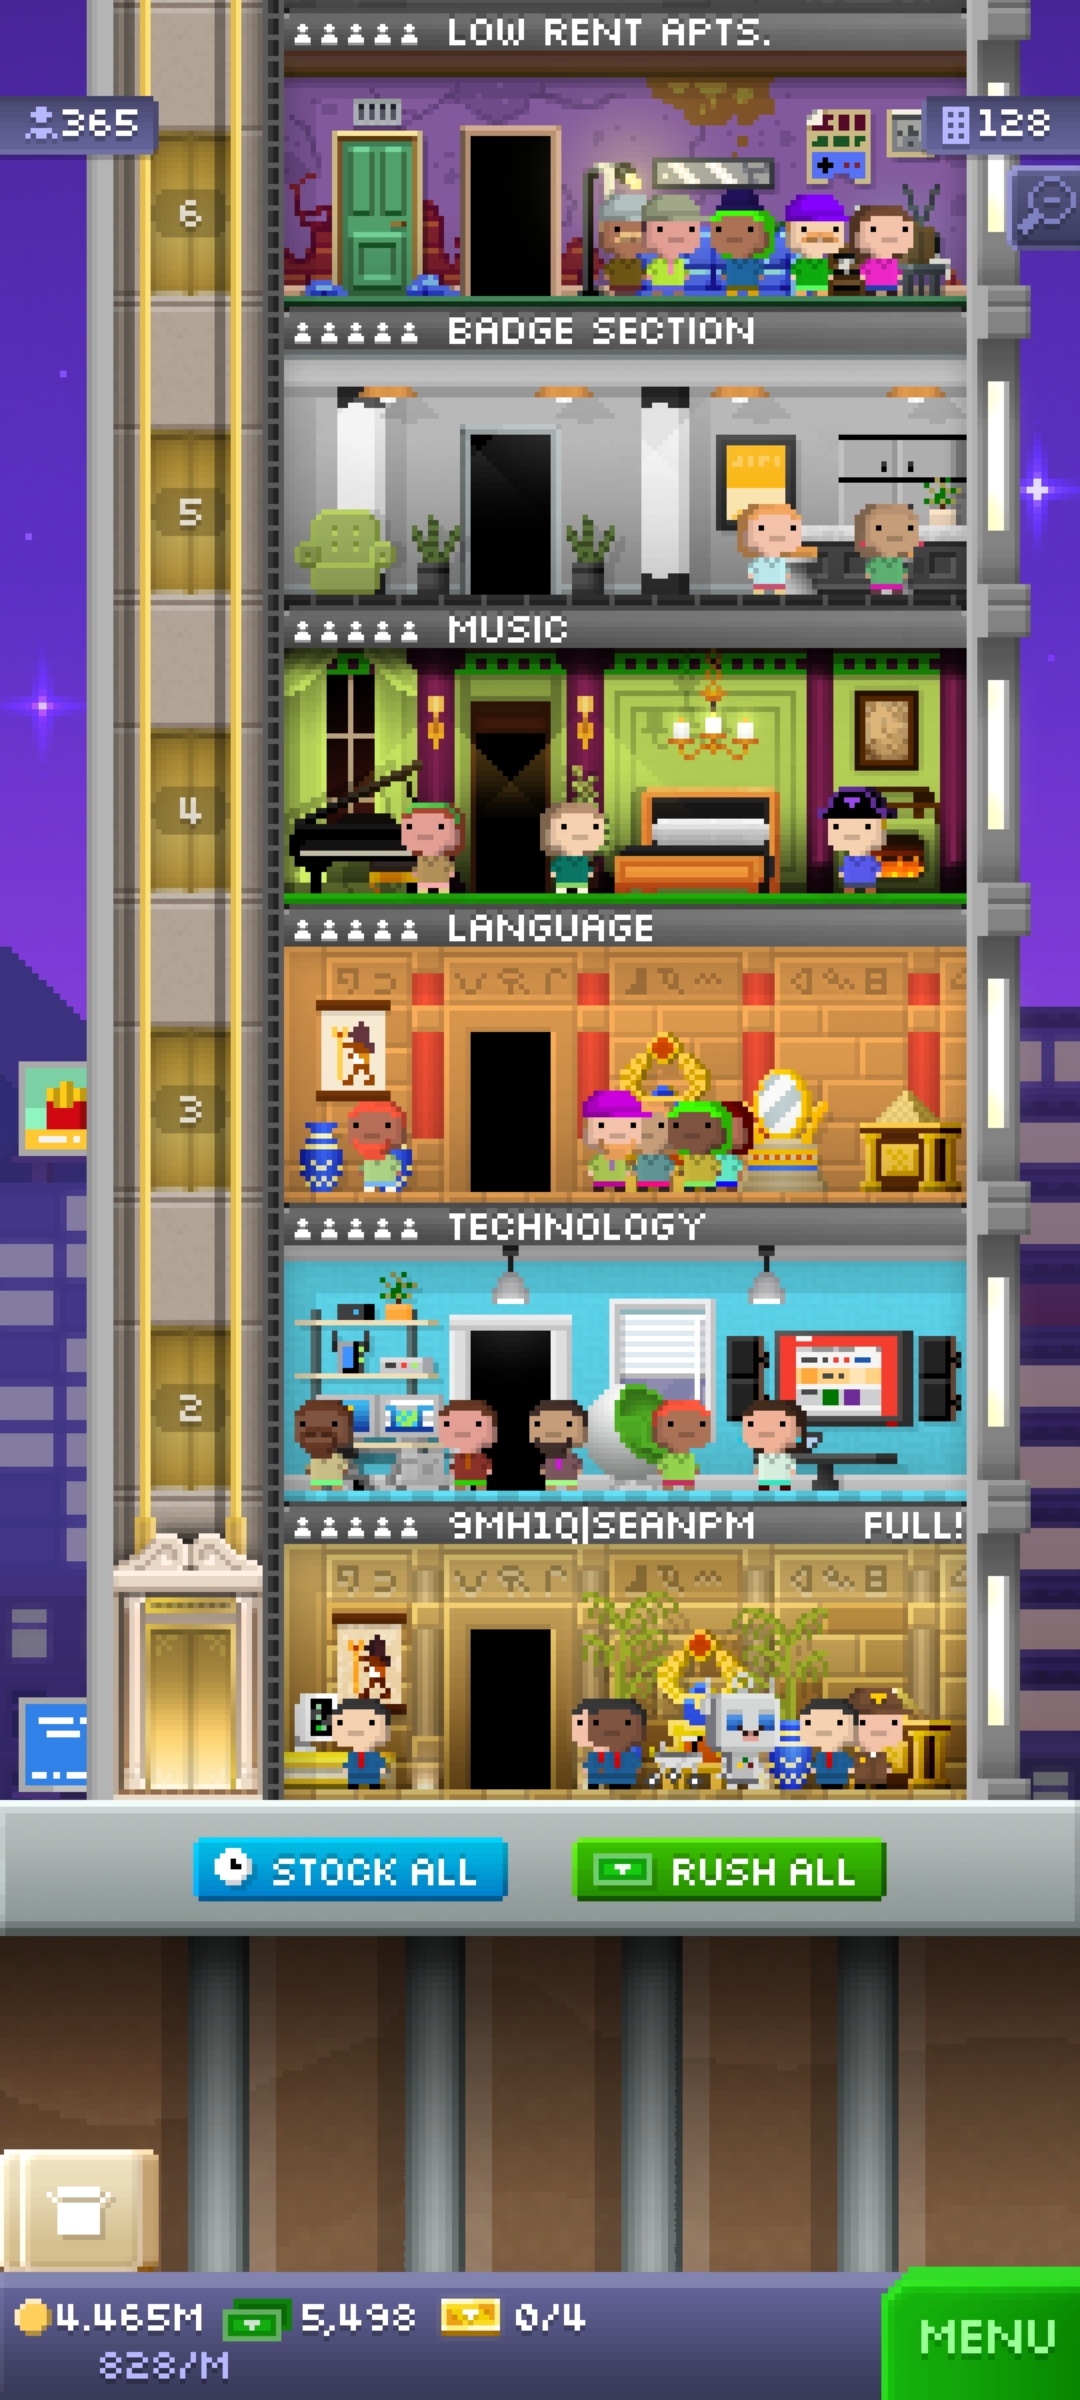 LOW RENT APTS.
365
128
6
BADGE SECTION
5
MUSIC
4
LANGUAGE
3
TECHNOLOGY
2
9MH1Q|SEANPM FULL!
STOCK ALL
RUSH ALL
4.465M 5,498 0/4
828/M
MENU